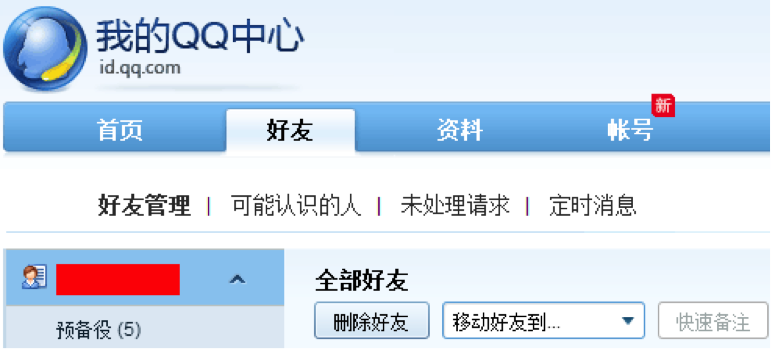 我的QQ中心
id.qq.com
新
首页 好友 资料 帐号
好友管理 | 可能认识的人 | 未处理请求 | 定时消息
全部好友
删除好友 移动好友到... 快速备注
预备役 (5)